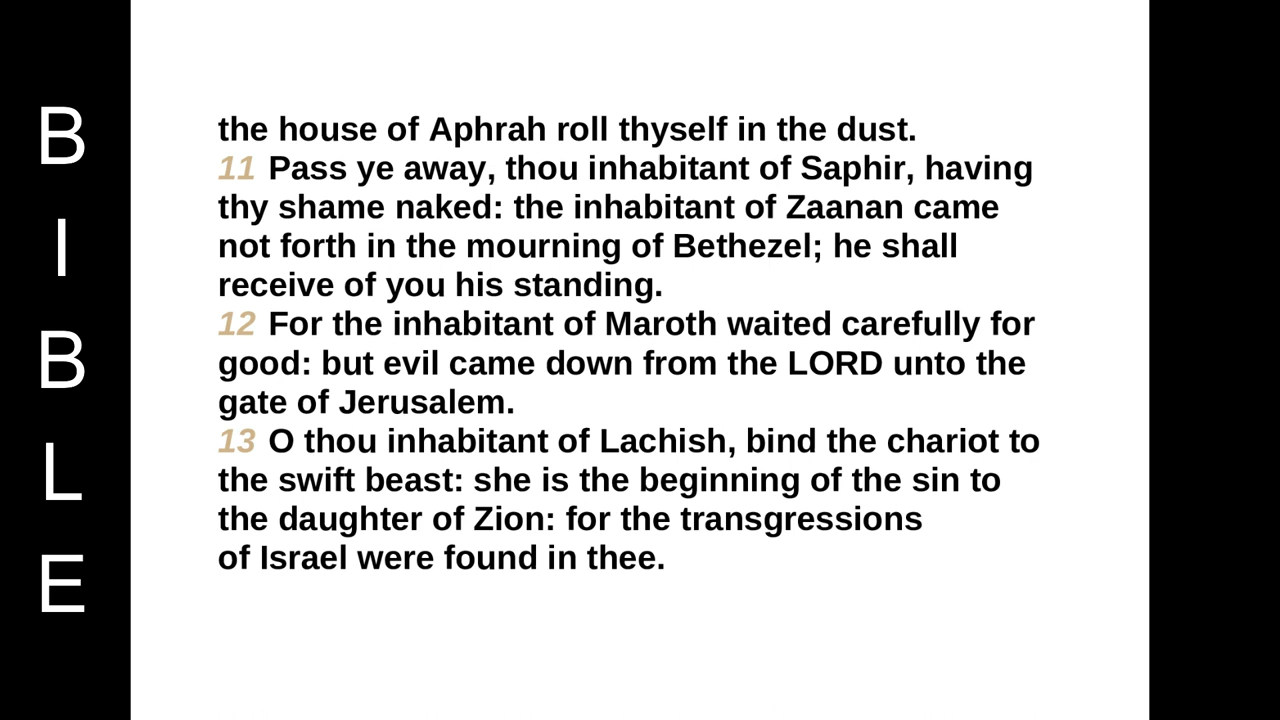 B
I
B
L
E
the house of Aphrah roll thyself in the dust.
11 Pass ye away, thou inhabitant of Saphir, having
thy shame naked: the inhabitant of Zaanan came
not forth in the mourning of Bethezel; he shall
receive of you his standing.
12 For the inhabitant of Maroth waited carefully for
good: but evil came down from the LORD unto the
gate of Jerusalem.
13 O thou inhabitant of Lachish, bind the chariot to
the swift beast: she is the beginning of the sin to
the daughter of Zion: for the transgressions
of Israel were found in thee.